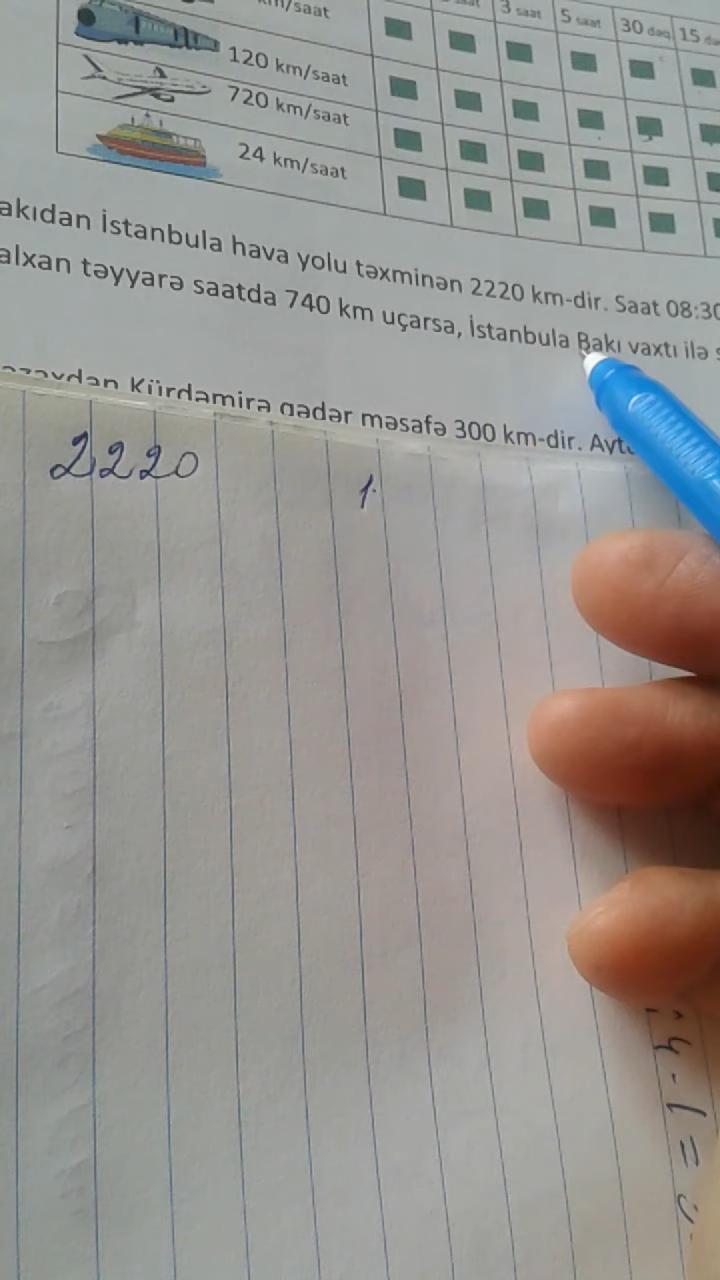 km/saat
3 saat 5 saat 30 dəq 15
120 km/saat
720 km/saat
24 km/saat
akıdan İstanbula hava yolu təxminən 2220 km-dir. Saat 08:30
alxan təyyarə saatda 740 km uçarsa, İstanbula Bakı vaxtı ilə
Kürdəmirə qədər məsafə 300 km-dir.
2220 1.